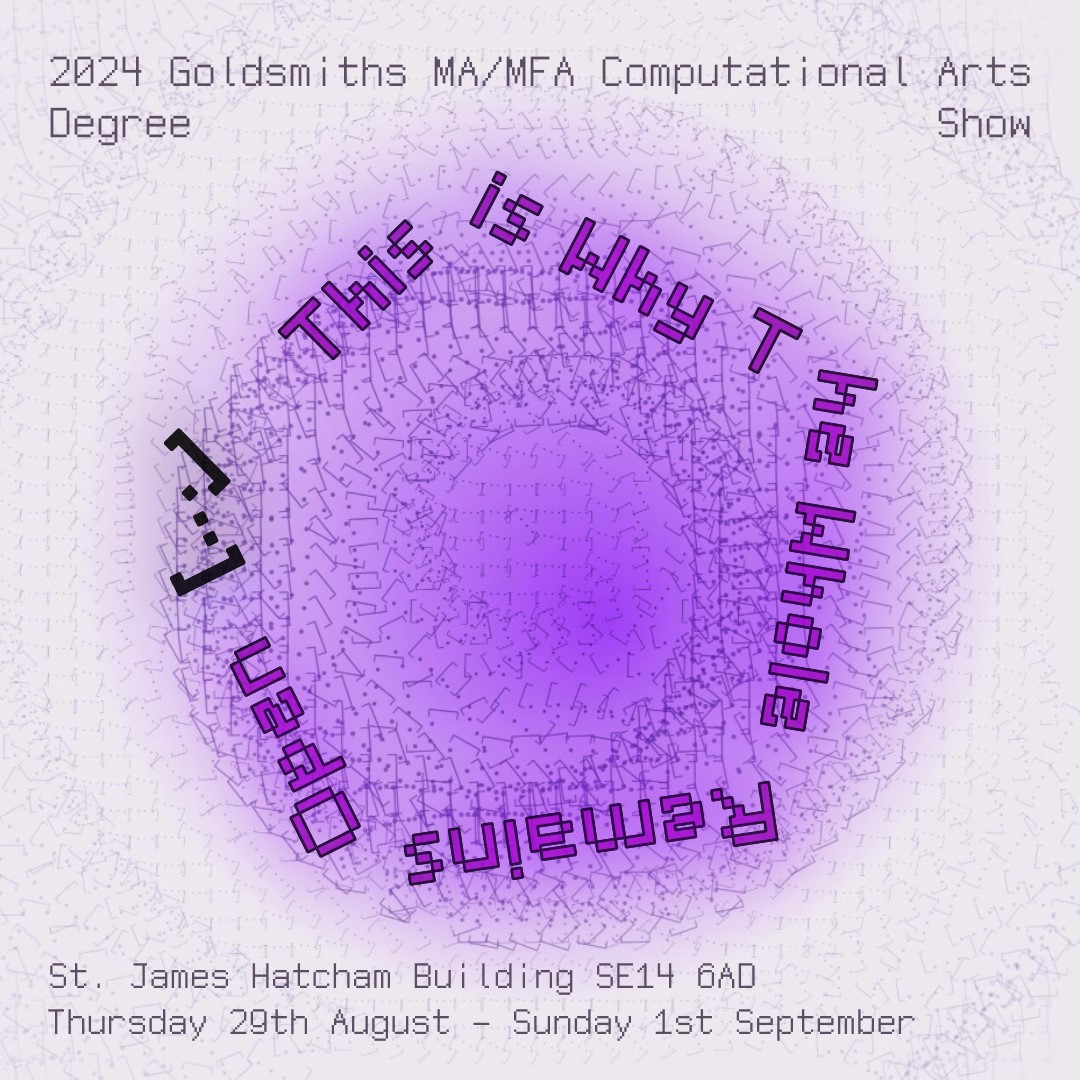 2024 Goldsmiths MA/MFA Computational Arts
Degree Show
This is Why The Whole Remains Open
[...]
St. James Hatcham Building SE14 6AD
Thursday 29th August – Sunday 1st September